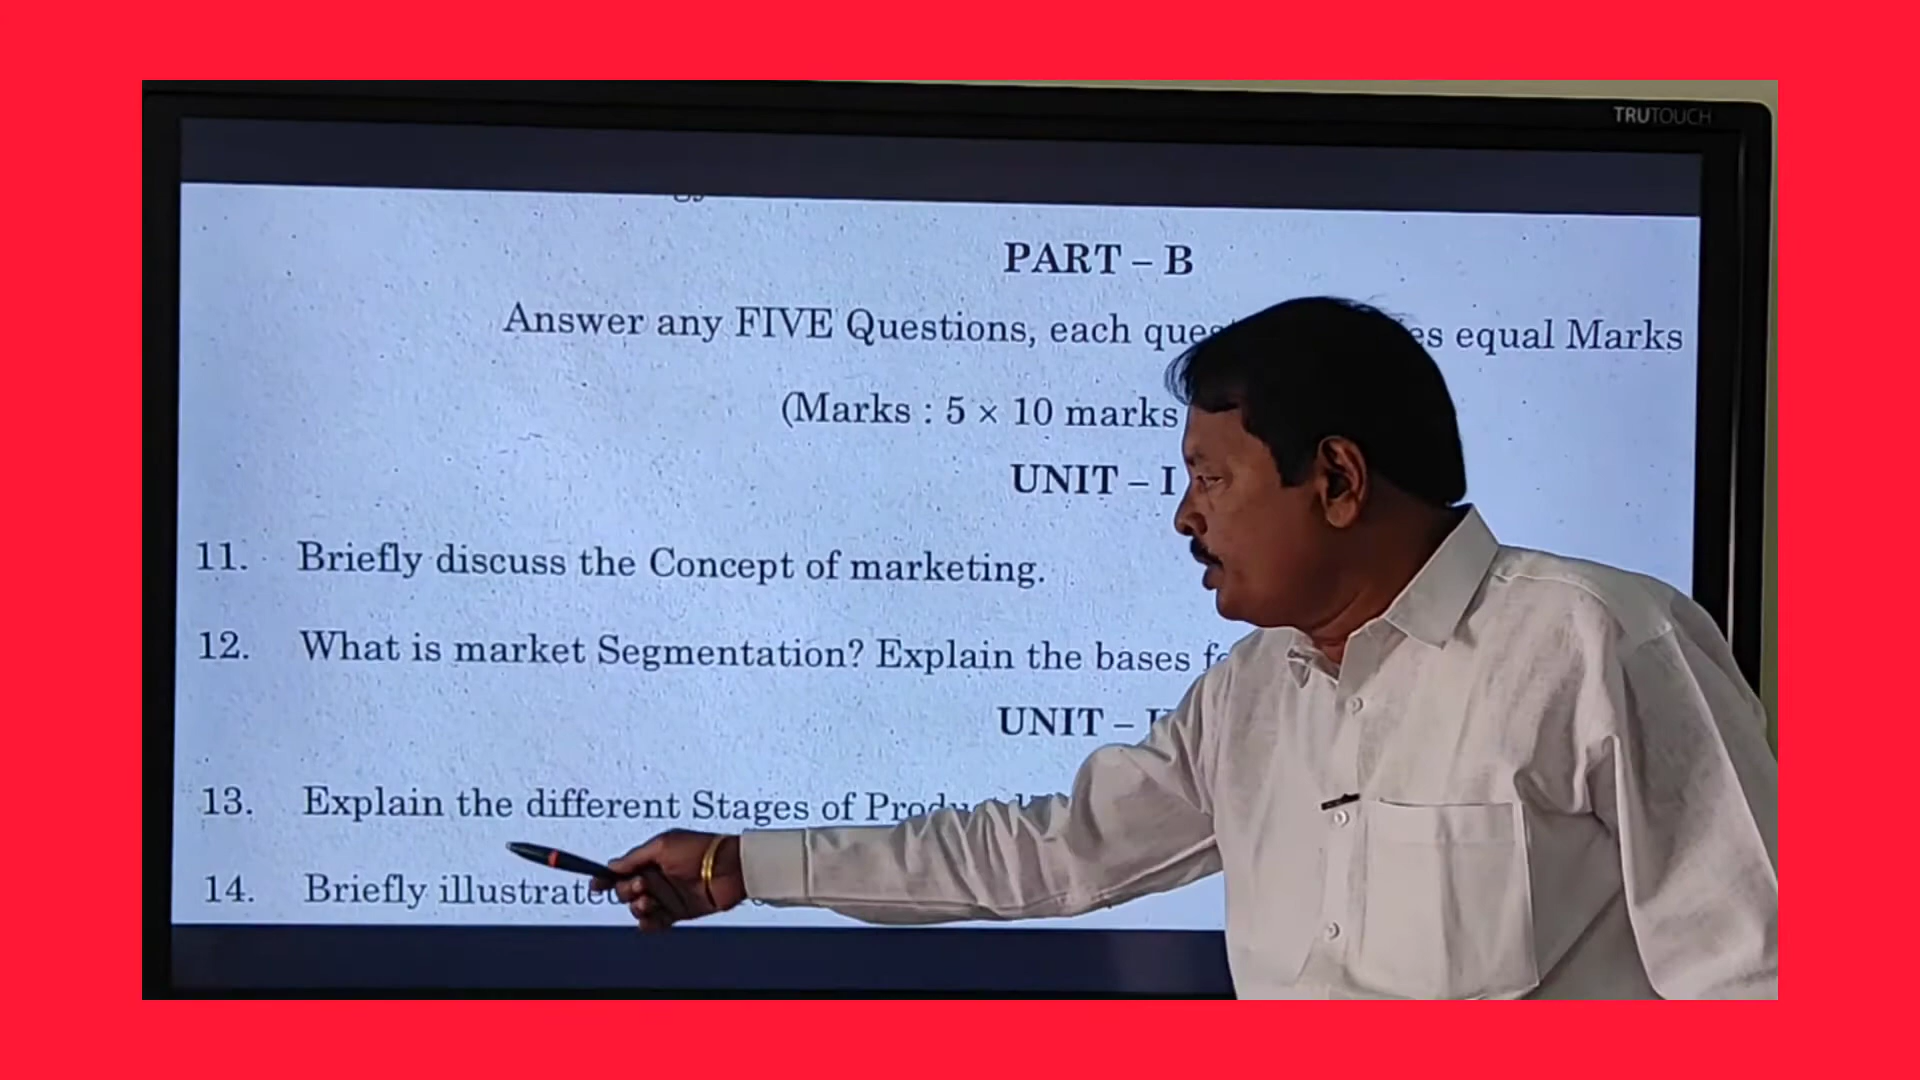 TRUTOUCH
PART – B
Answer any FIVE Questions, each equal Marks
(Marks : 5 × 10 marks
UNIT – I
11. Briefly discuss the Concept of marketing.
12. What is market Segmentation? Explain the bases
UNIT –
13. Explain the different Stages of
14. Briefly